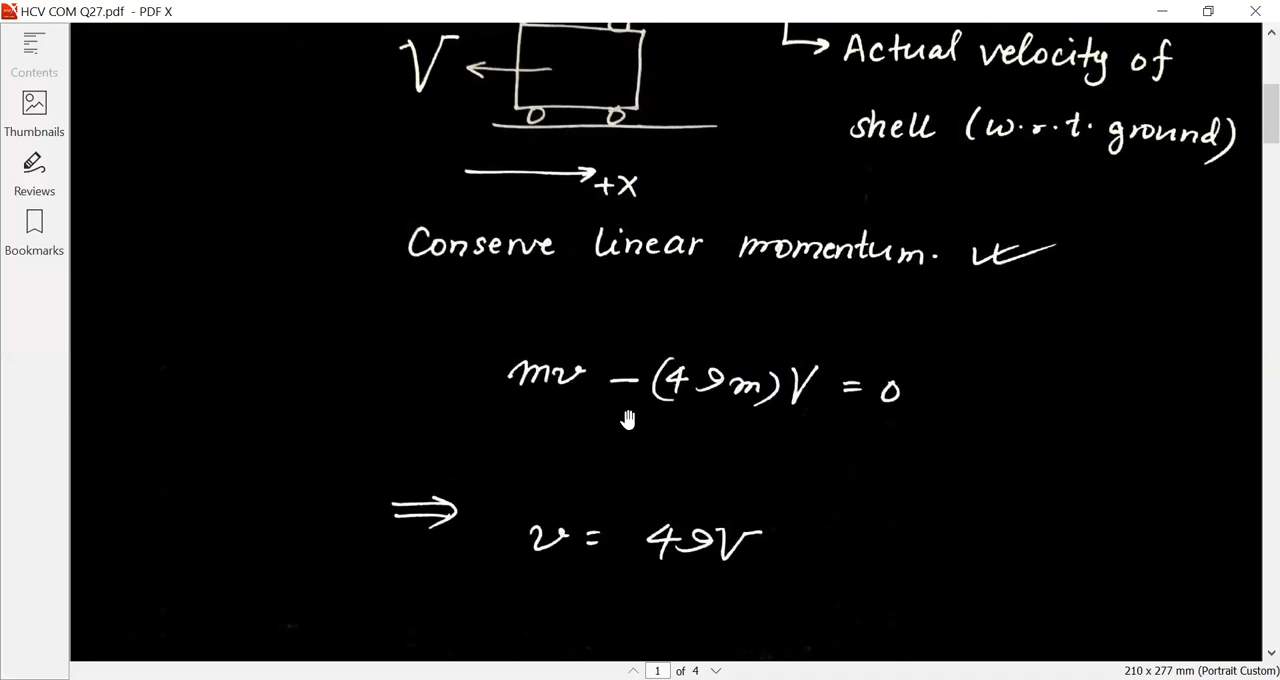 HCV COM Q27.pdf - PDF X
Contents
Thumbnails
Reviews
Bookmarks
V
Actual velocity of
shell (w.r.t. ground)
+X
Conserve linear momentum.
mv - (49m)V = 0
⇒ v = 49V
1 of 4
210 x 277 mm (Portrait Custom)